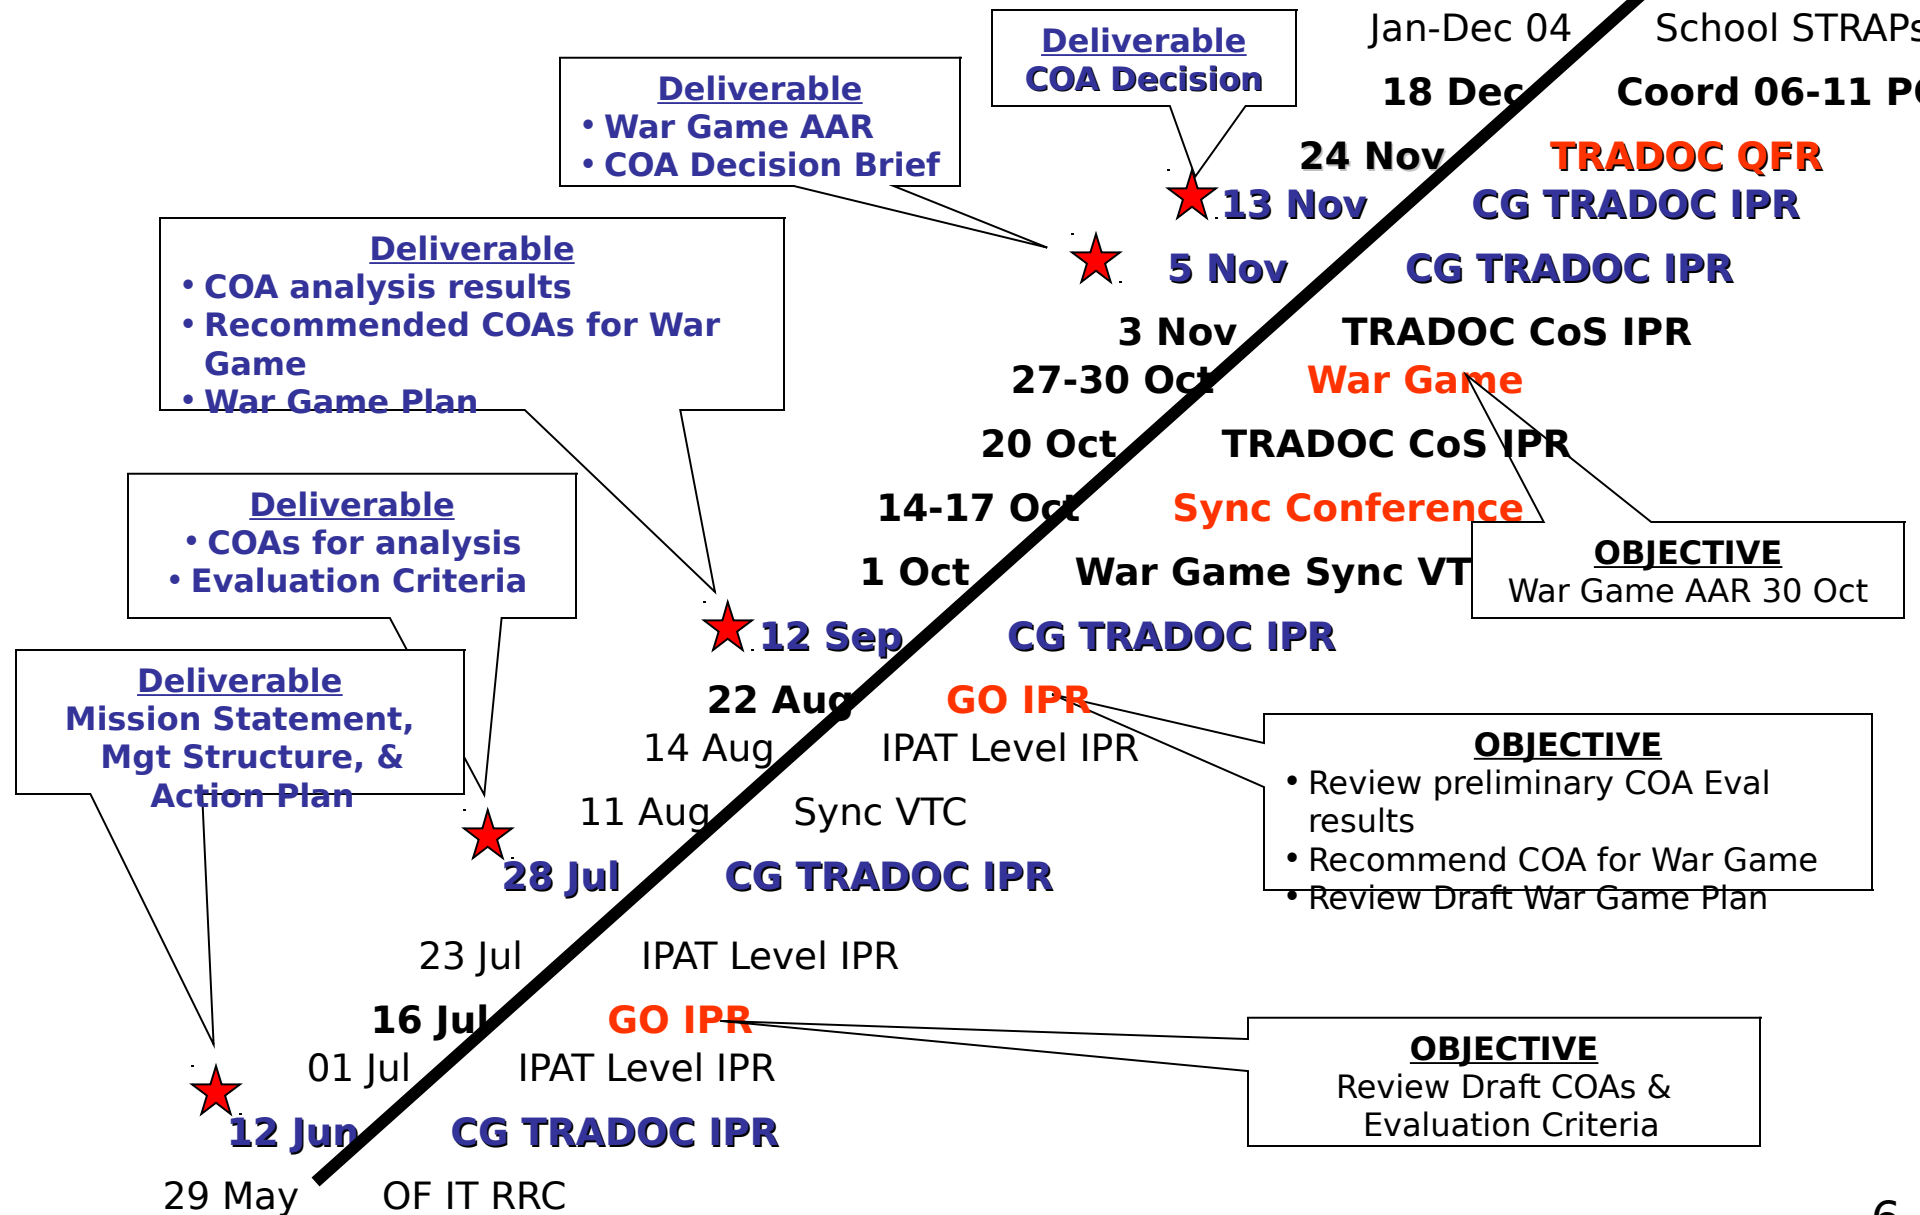 Jan-Dec 04 School STRAPs
Deliverable
COA Decision
18 Dec Coord 06-11
Deliverable
• War Game AAR
• COA Decision Brief
24 Nov TRADOC QFR
13 Nov CG TRADOC IPR
5 Nov CG TRADOC IPR
Deliverable
• COA analysis results
• Recommended COAs for War
Game
• War Game Plan
3 Nov TRADOC CoS IPR
27-30 Oct War Game
20 Oct TRADOC CoS IPR
14-17 Oct Sync Conference
Deliverable
• COAs for analysis
• Evaluation Criteria
1 Oct War Game Sync
OBJECTIVE
War Game AAR 30 Oct
12 Sep CG TRADOC IPR
Deliverable
Mission Statement,
Mgt Structure, &
Action Plan
22 Aug GO IPR
14 Aug IPAT Level IPR
OBJECTIVE
• Review preliminary COA Eval
results
• Recommend COA for War Game
• Review Draft War Game Plan
11 Aug Sync VTC
28 Jul CG TRADOC IPR
23 Jul IPAT Level IPR
16 Jul GO IPR
01 Jul IPAT Level IPR
OBJECTIVE
Review Draft COAs &
Evaluation Criteria
12 Jun CG TRADOC IPR
29 May OF IT RRC
6